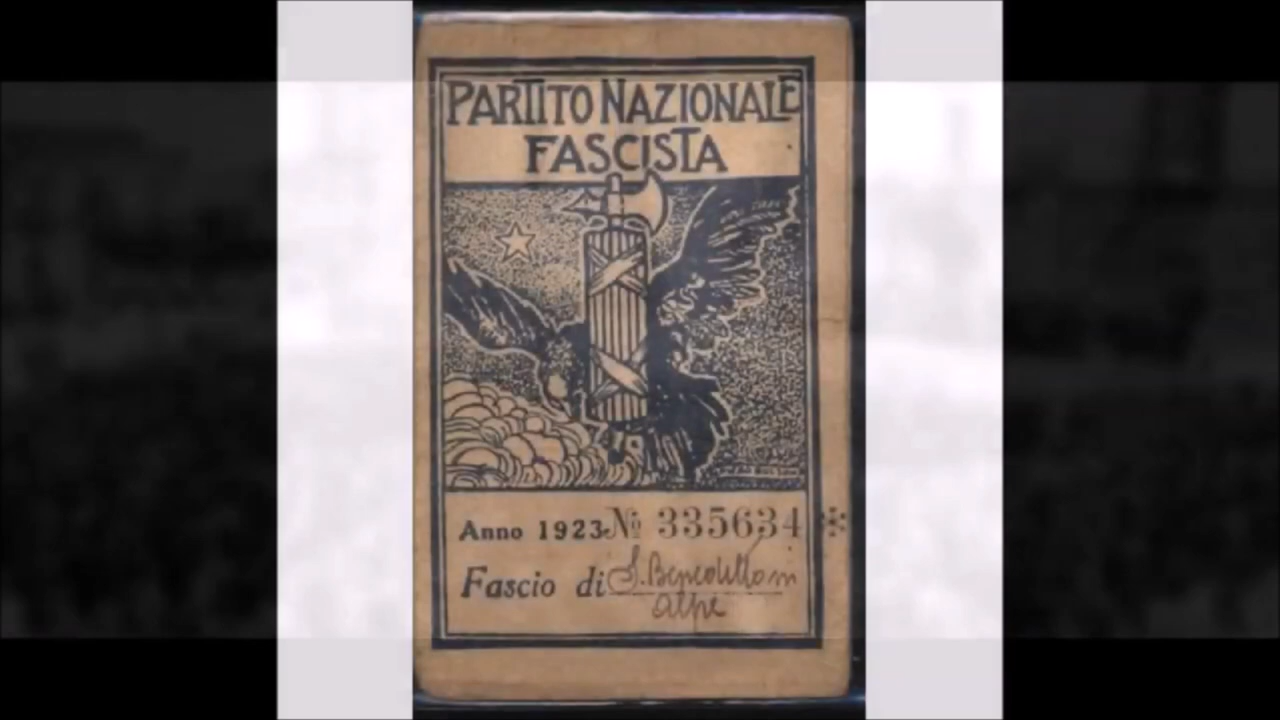 PARTITO NAZIONALE
FASCISTA
Anno 1923 Nº 335634
Fascio di S. Benedetto in
Alpe